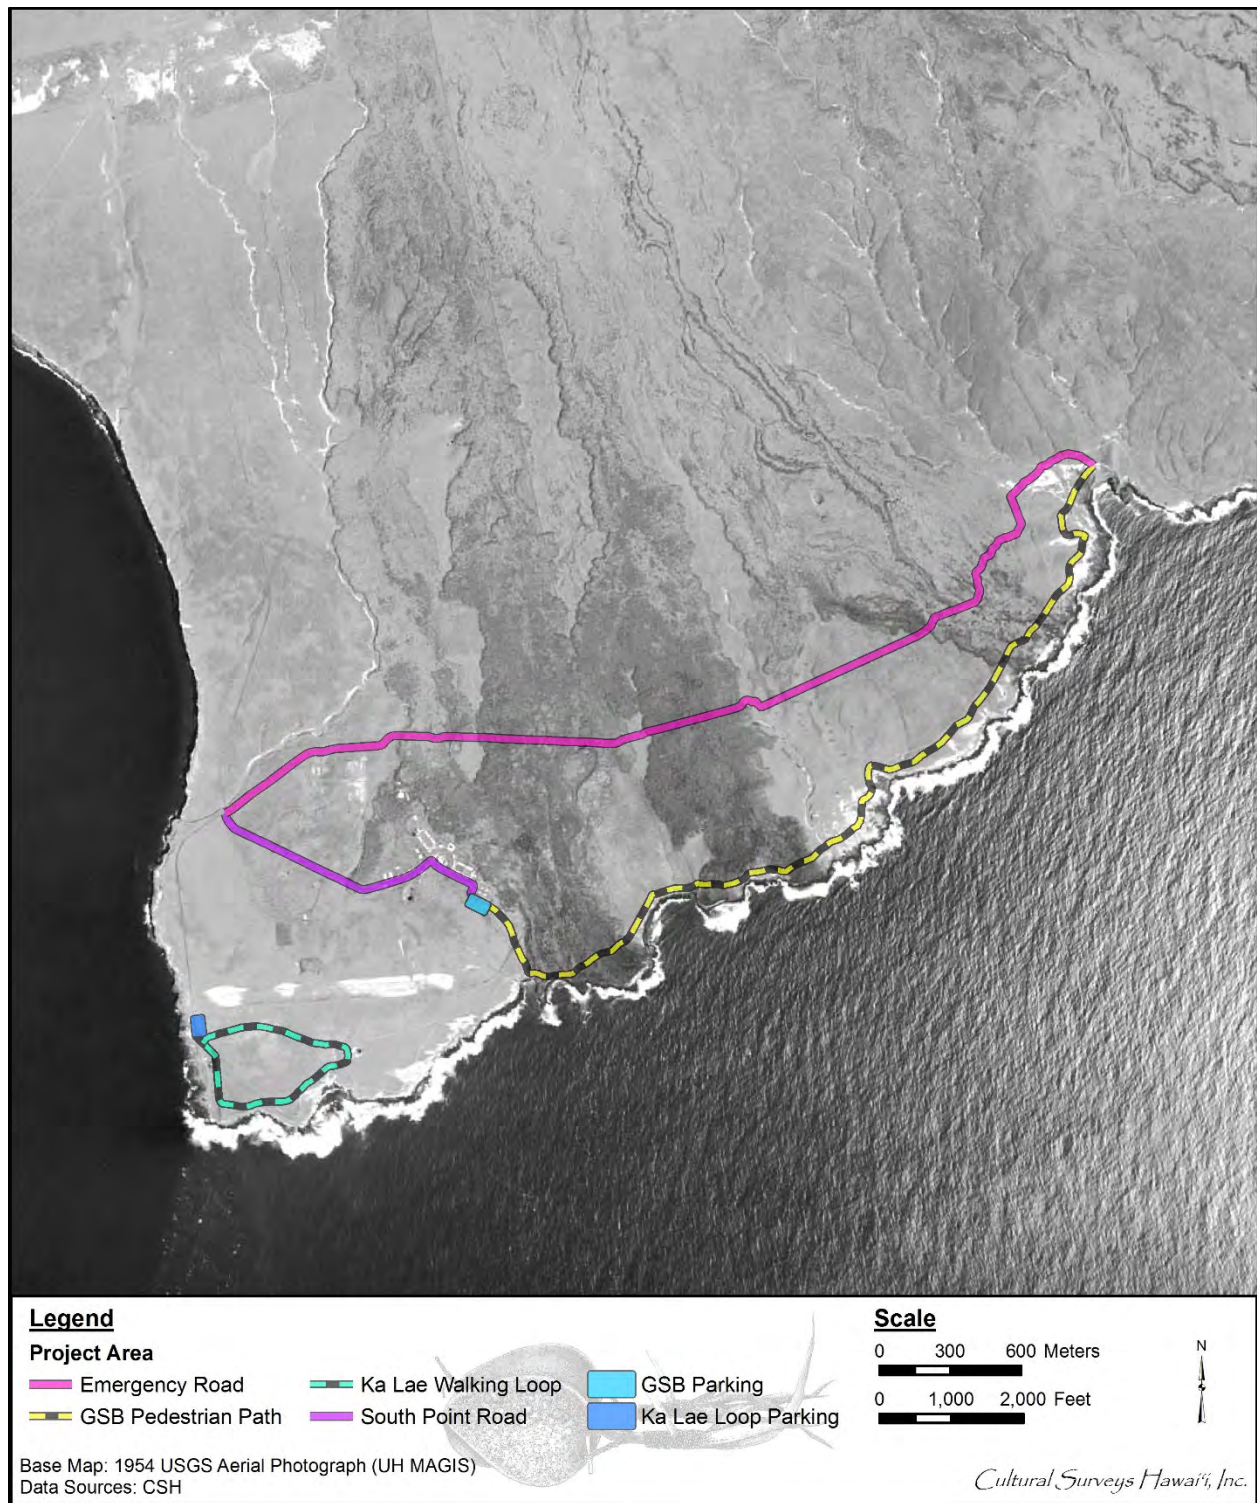 Legend
Project Area
Emergency Road
Ka Lae Walking Loop
GSB Parking
GSB Pedestrian Path
South Point Road
Ka Lae Loop Parking
Base Map: 1954 USGS Aerial Photograph (UH MAGIS)
Data Sources: CSH
Scale
0 300 600 Meters
0 1,000 2,000 Feet
N
Cultural Surveys Hawaiʻi, Inc.